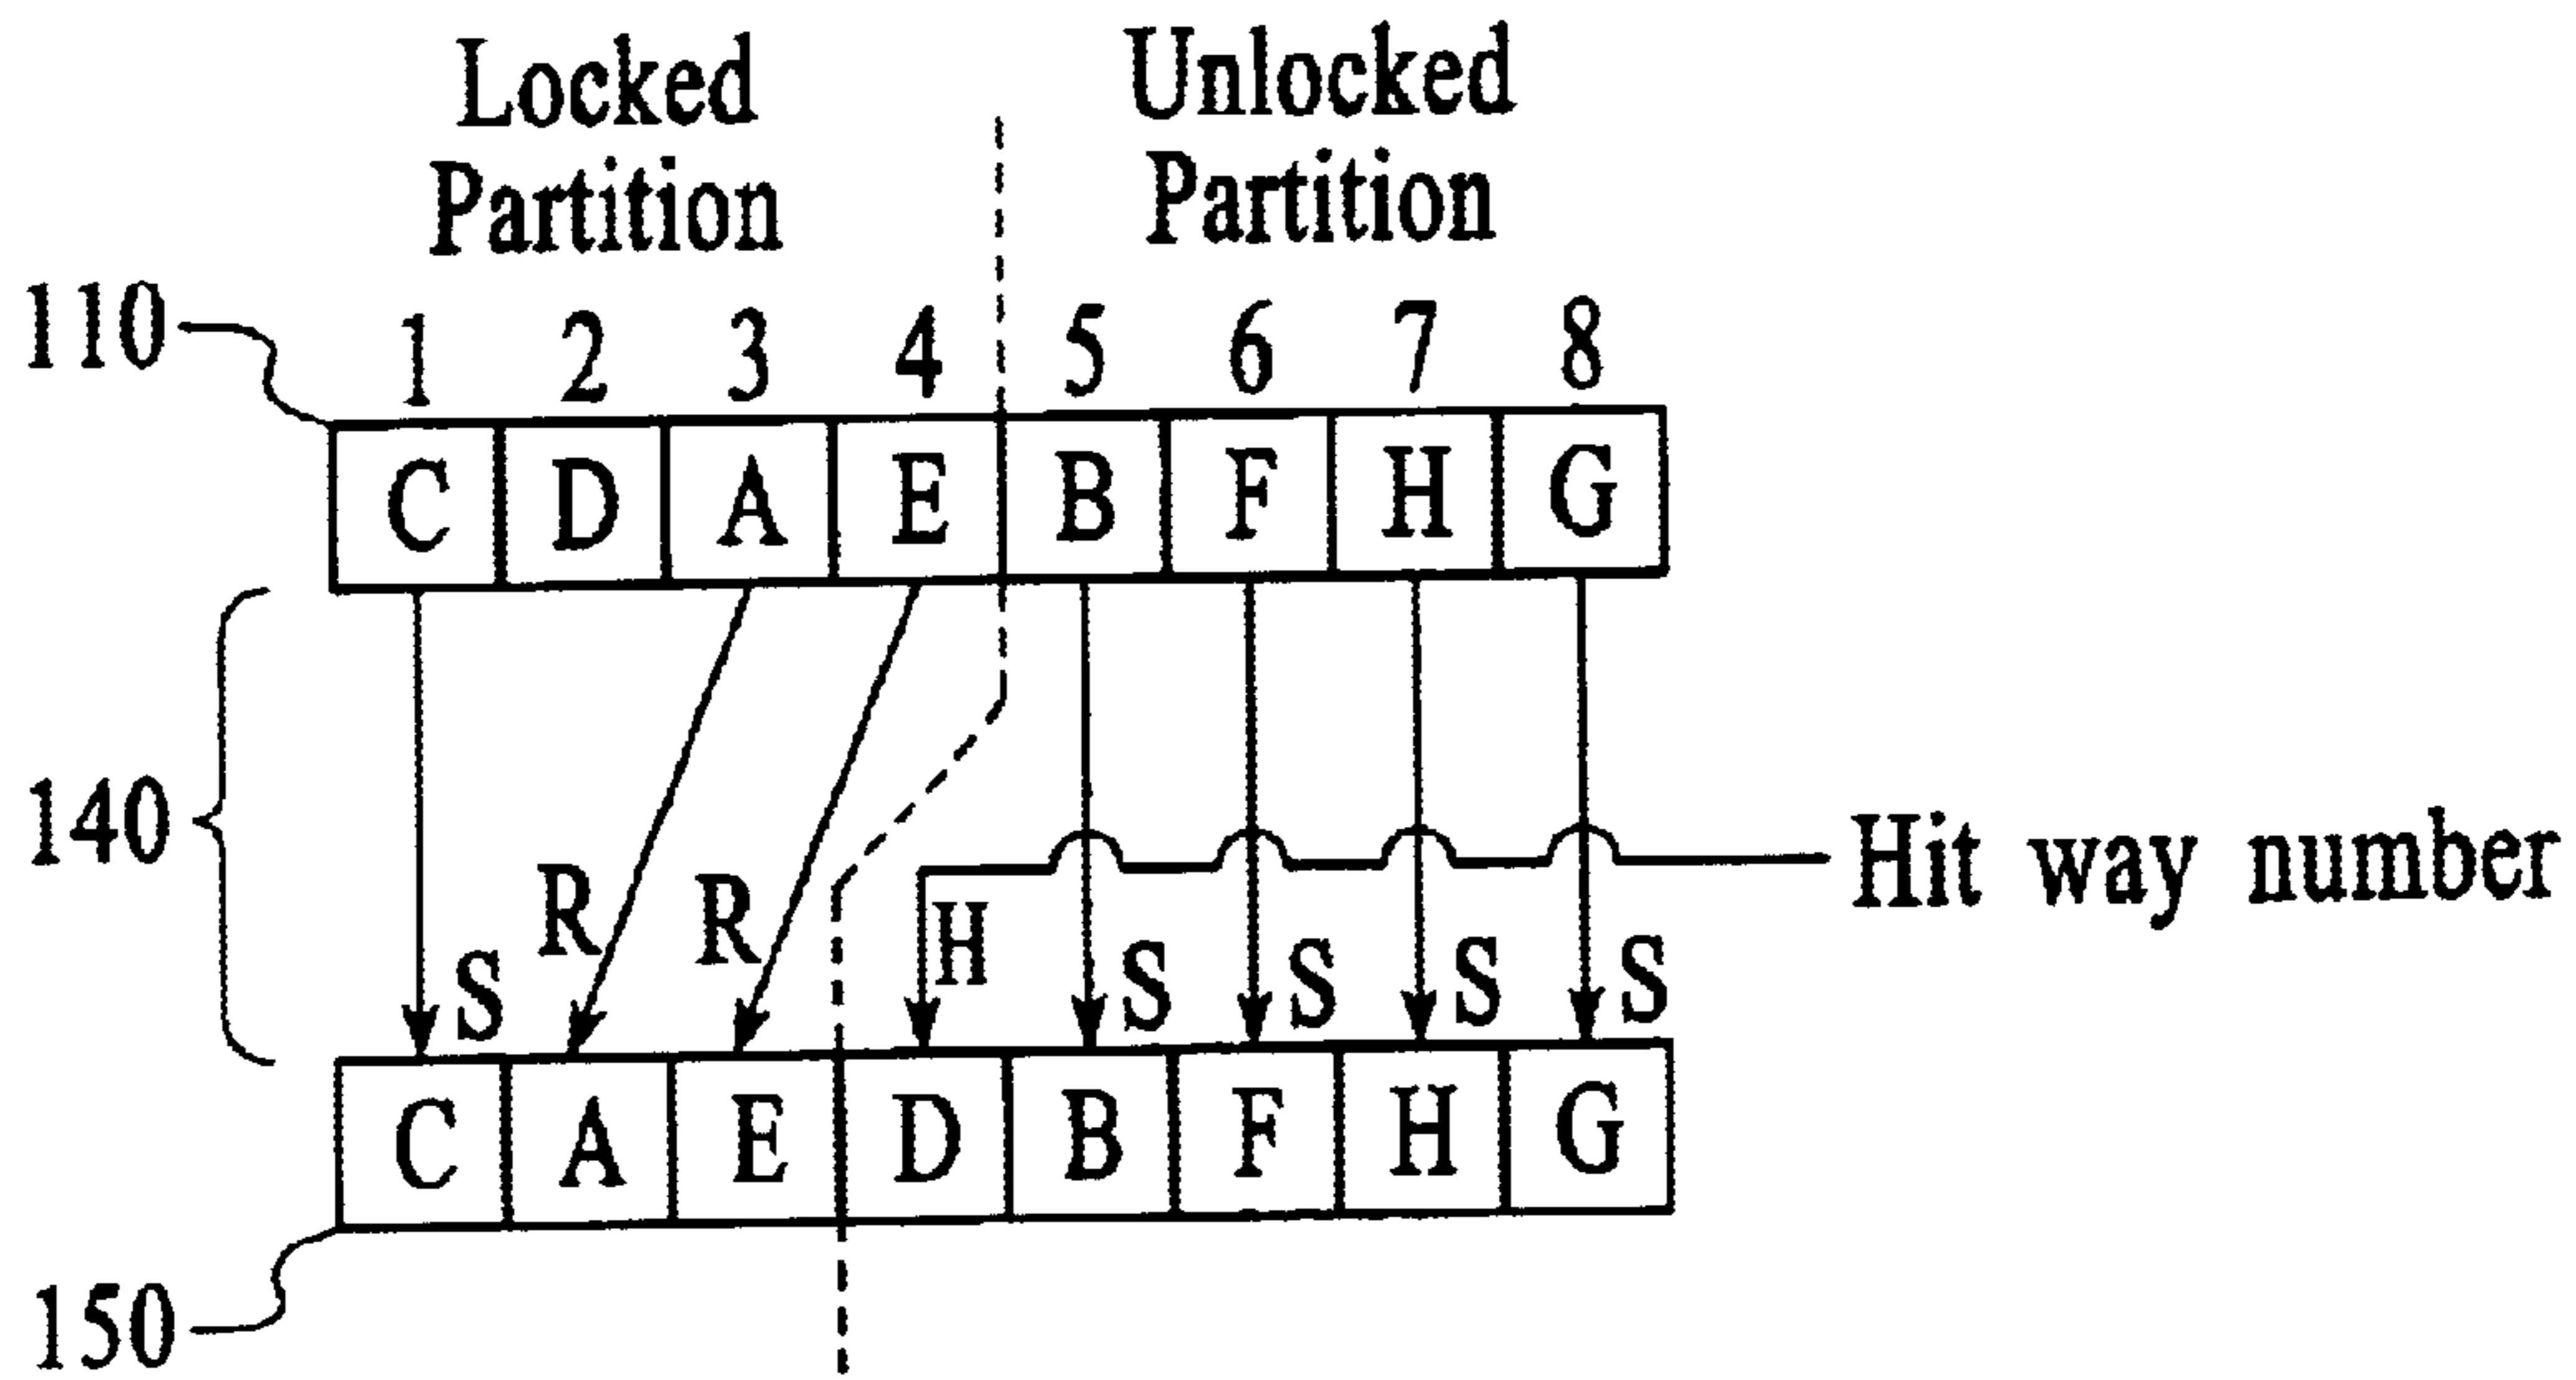 Locked Partition
Unlocked Partition
110
1 2 3 4 5 6 7 8
C D A E B F H G
140
Hit way number
S R R H S S S S
C A E D B F H G
150